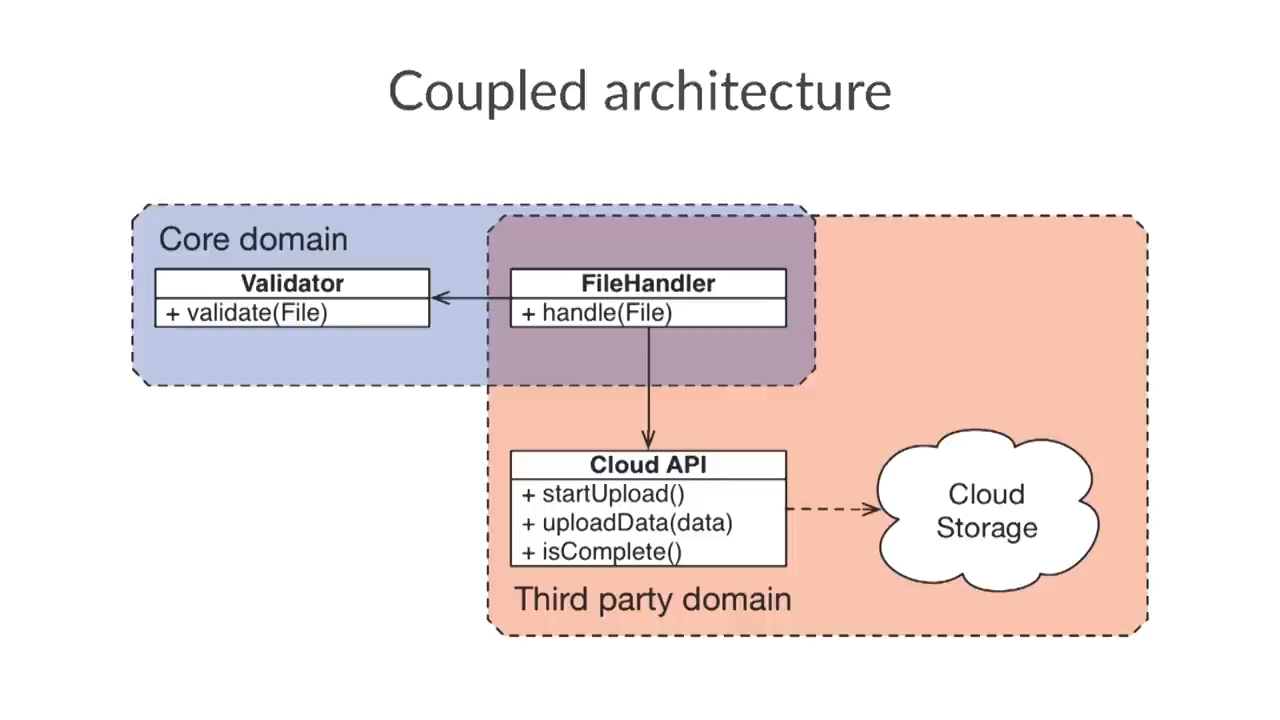 Coupled architecture
Core domain
Validator
+ validate(File)
FileHandler
+ handle(File)
Cloud API
+ startUpload()
+ uploadData(data)
+ isComplete()
Cloud
Storage
Third party domain